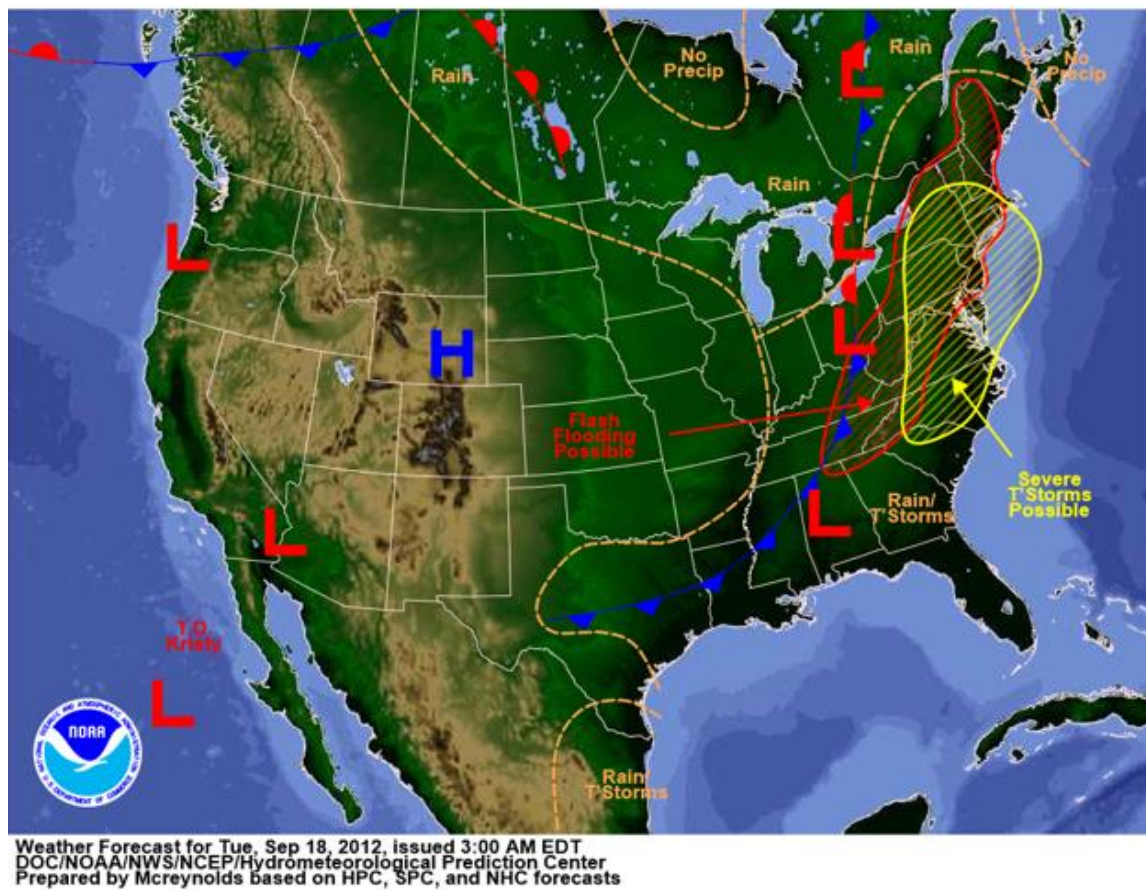 No
Precip
Rain
No
Precip
Rain
Rain
L
L
L
H
L
Flash
Flooding
Possible
Severe
T'Storms
Possible
Rain/
T'Storms
L
L
T.D.
Kristy
L
NOAA
Rain/
T'Storms
Weather Forecast for Tue, Sep 18, 2012, issued 3:00 AM EDT
DOC/NOAA/NWS/NCEP/Hydrometeorological Prediction Center
Prepared by Mcreynolds based on HPC, SPC, and NHC forecasts